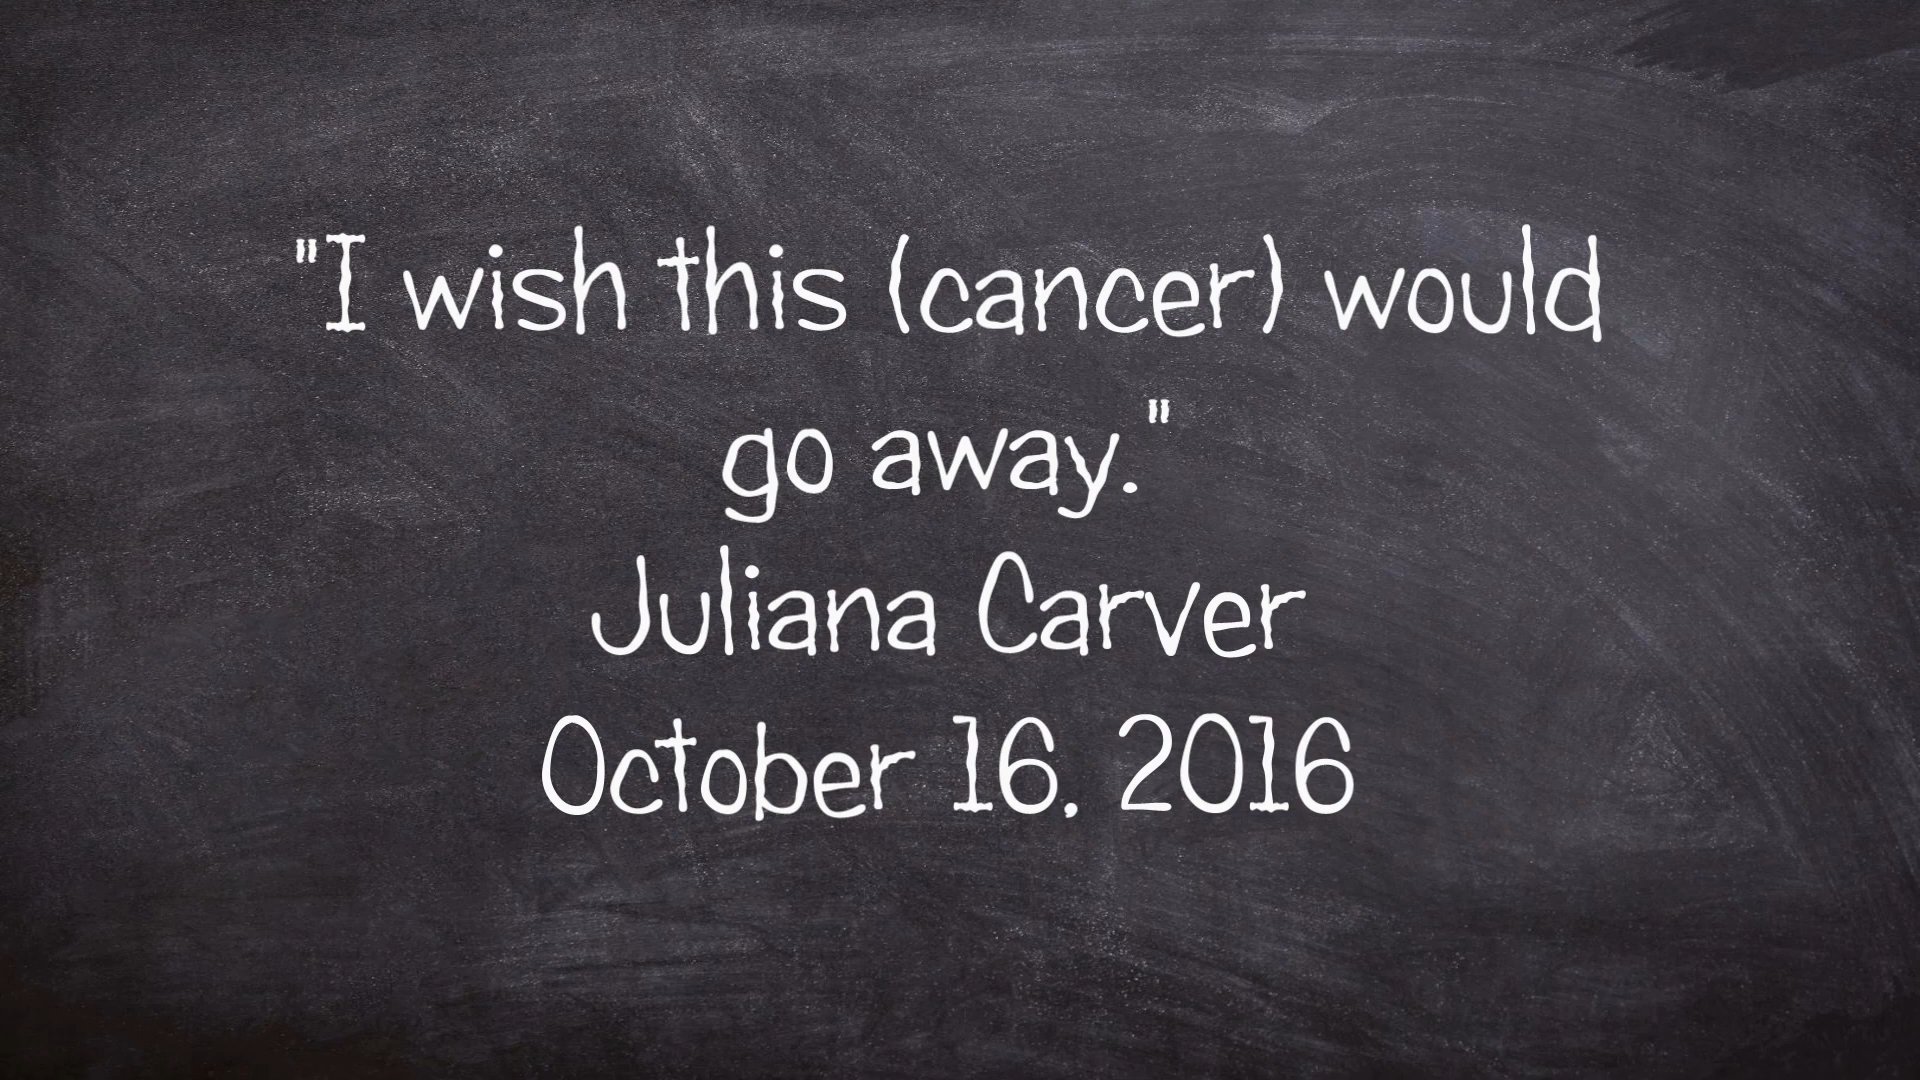 "I wish this (cancer) would
go away."
Juliana Carver
October 16, 2016